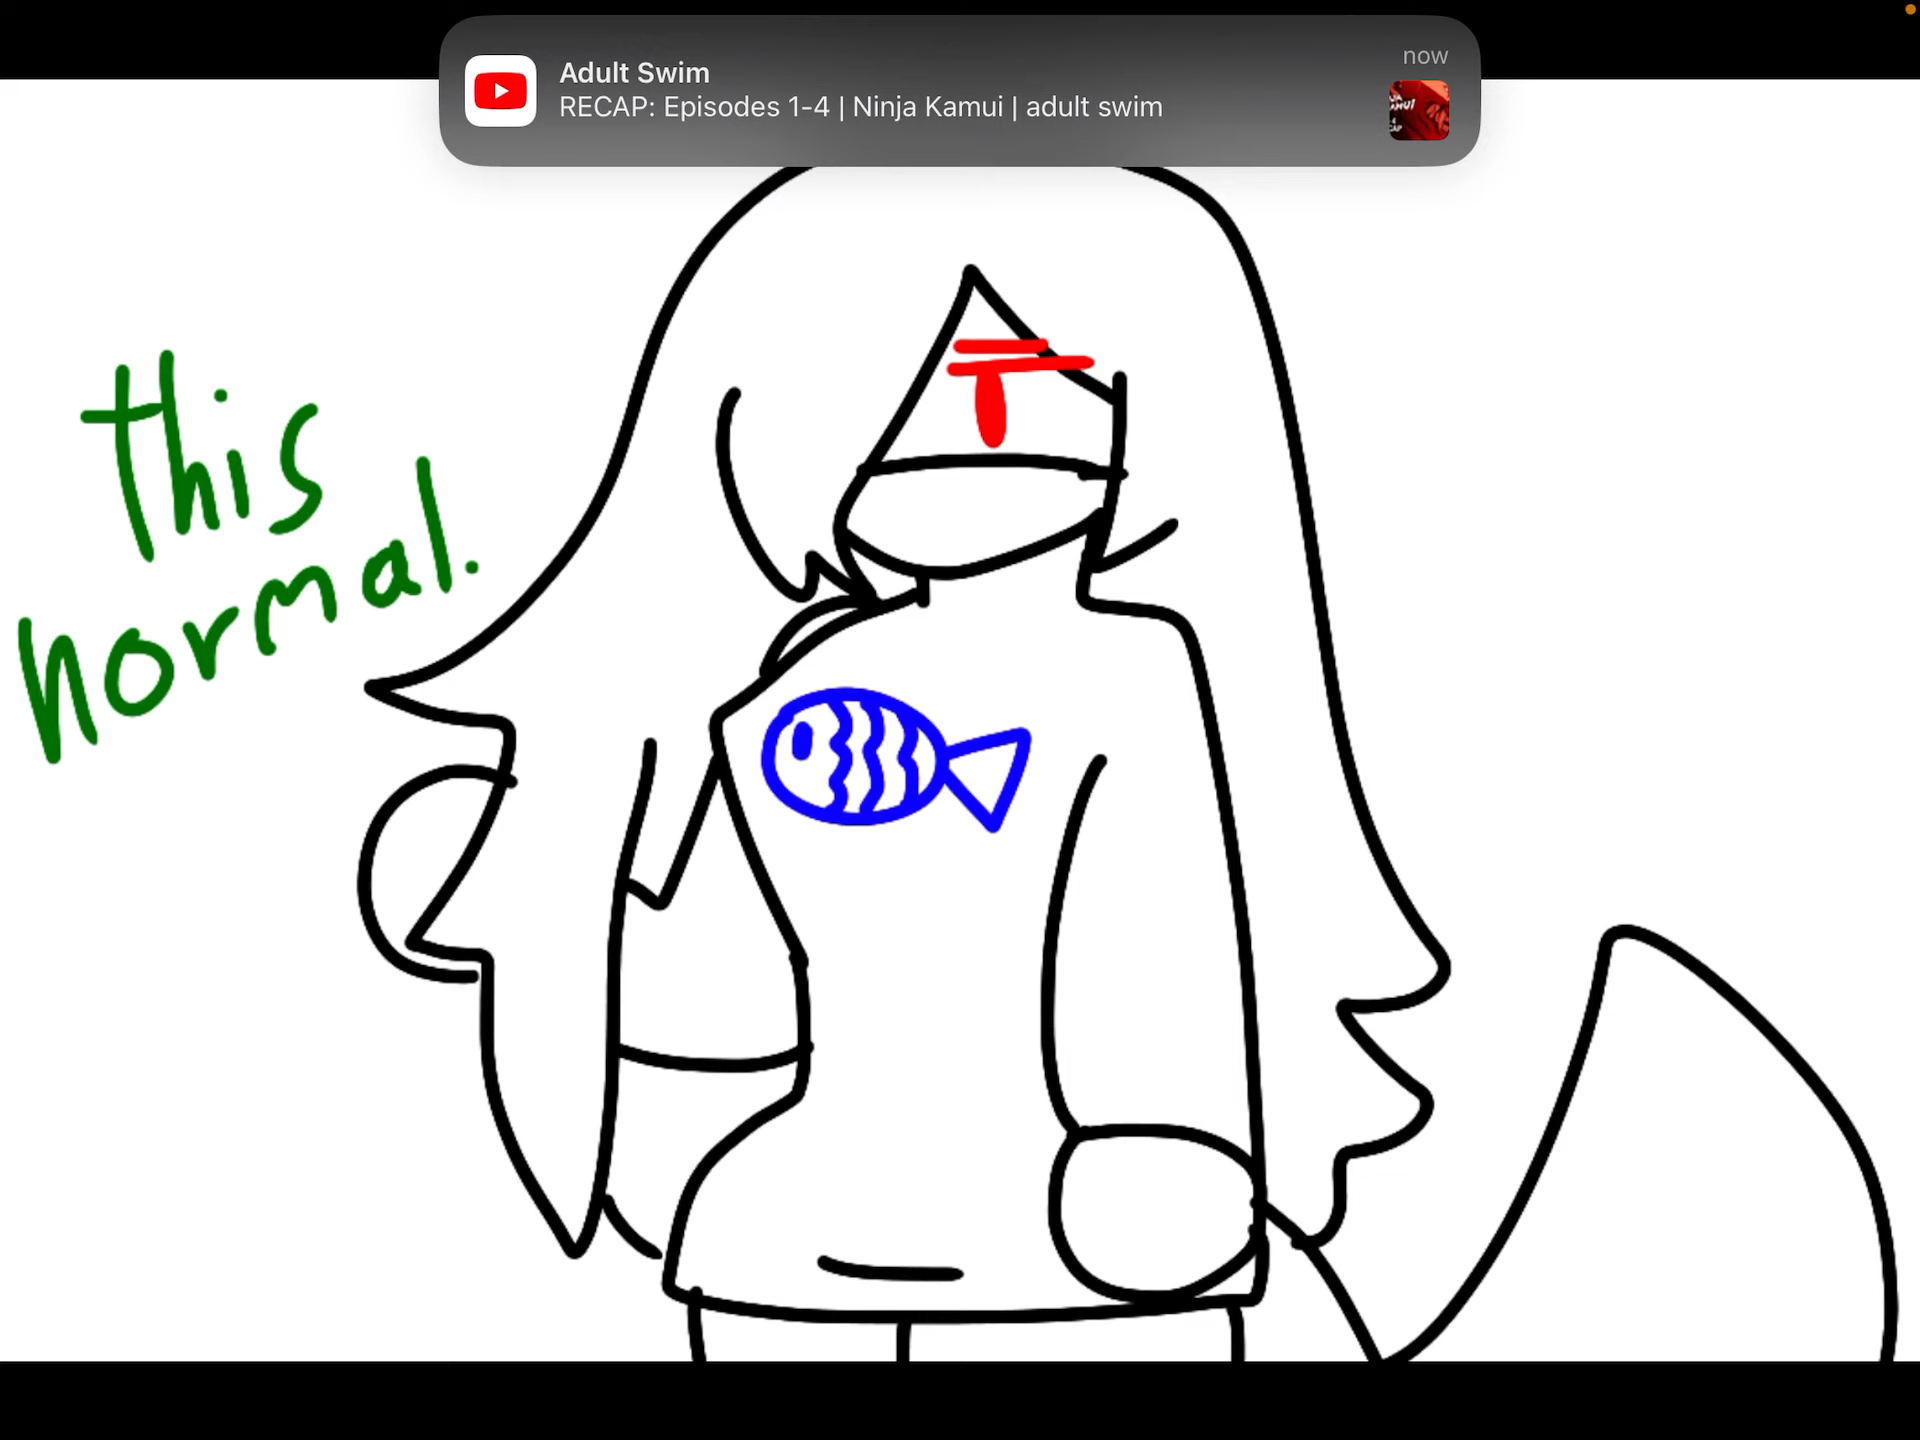 Adult Swim
now
RECAP: Episodes 1-4 | Ninja Kamui | adult swim
this
normal.